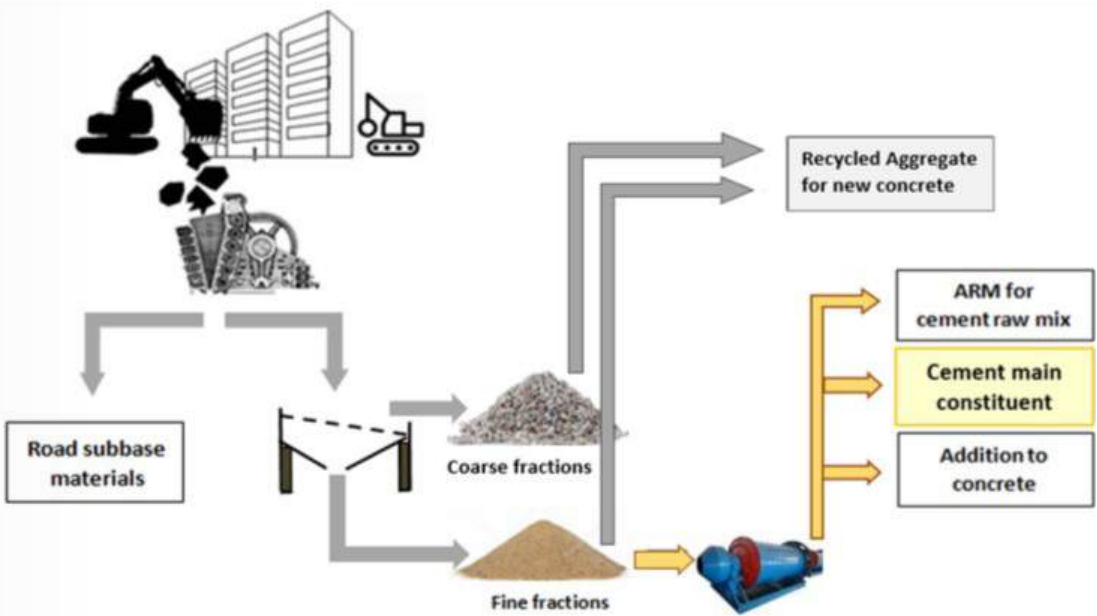 Recycled Aggregate
for new concrete
ARM for
cement raw mix
Cement main
constituent
Road subbase
materials
Coarse fractions
Addition to
concrete
Fine fractions